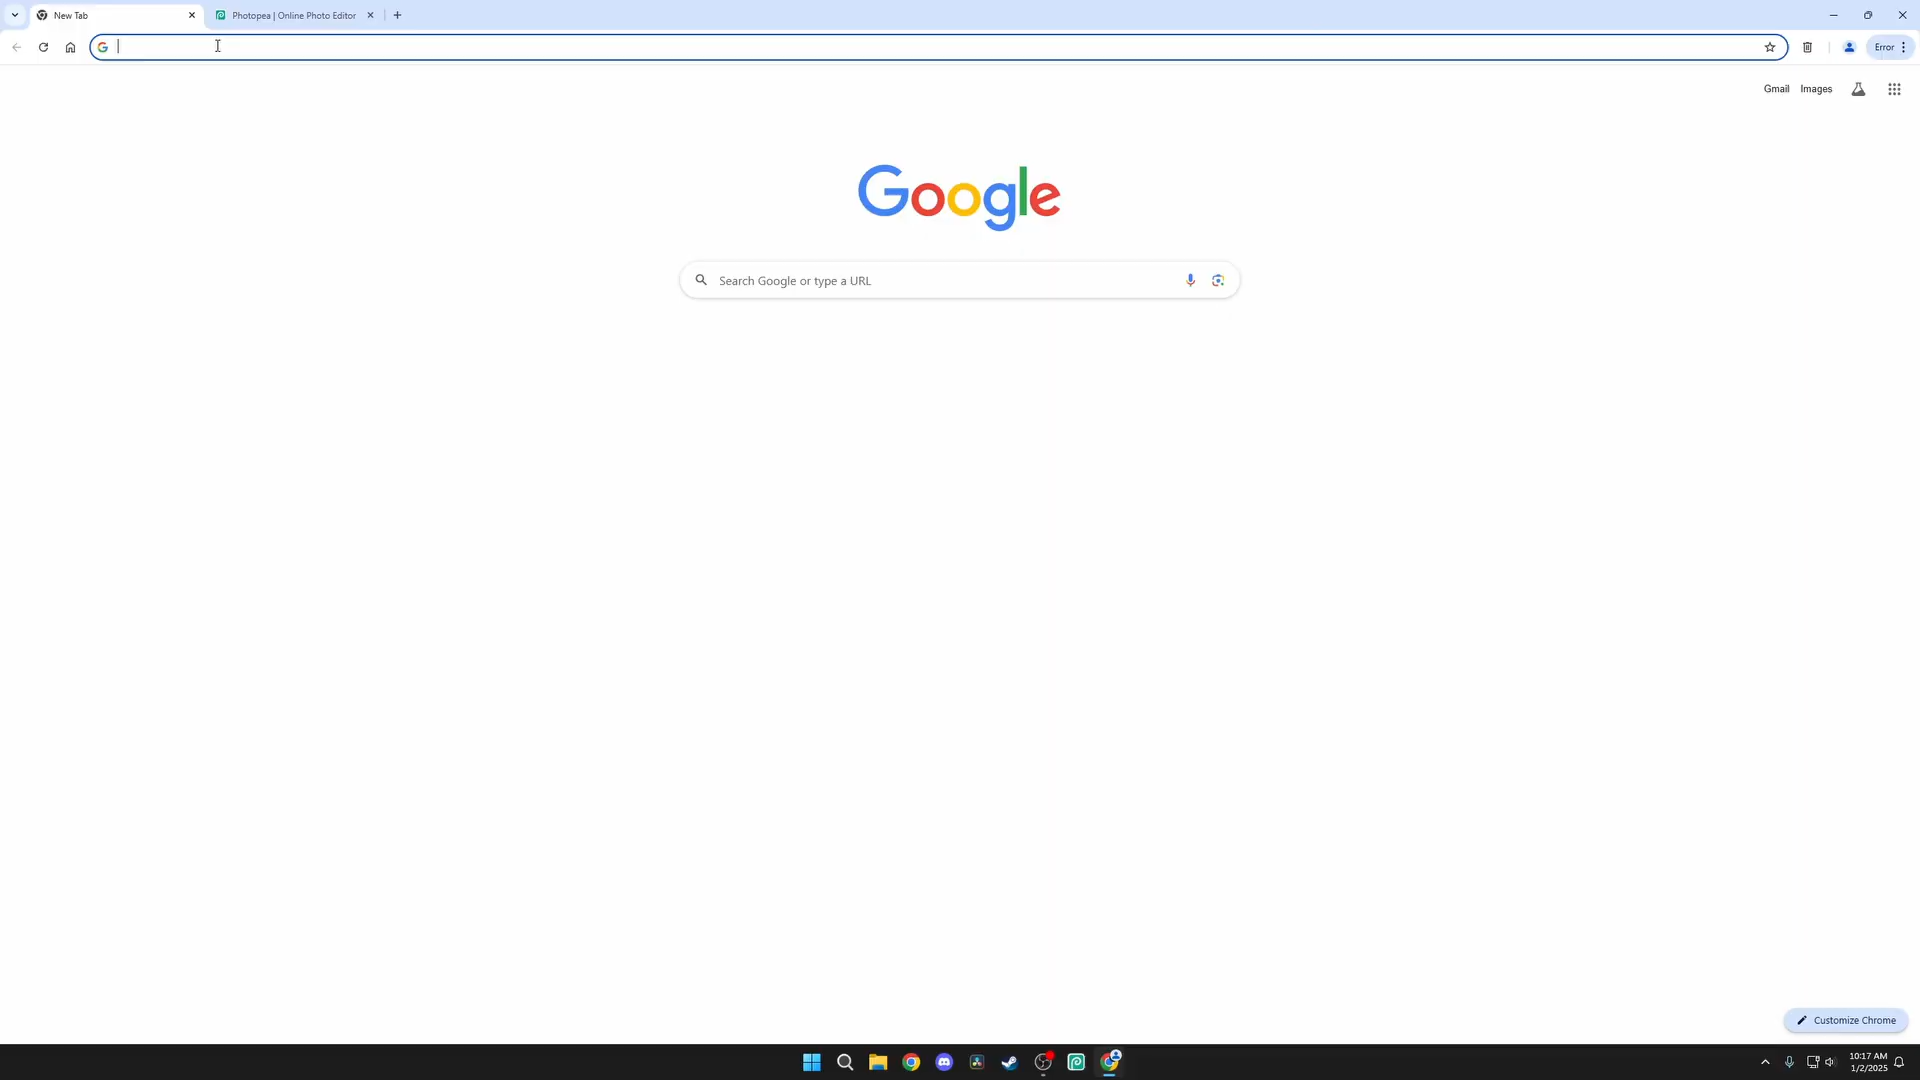 New Tab
Photopea | Online Photo Editor
Error
Gmail
Images
Google
Search Google or type a URL
Customize Chrome
10:17 AM
1/2/2025